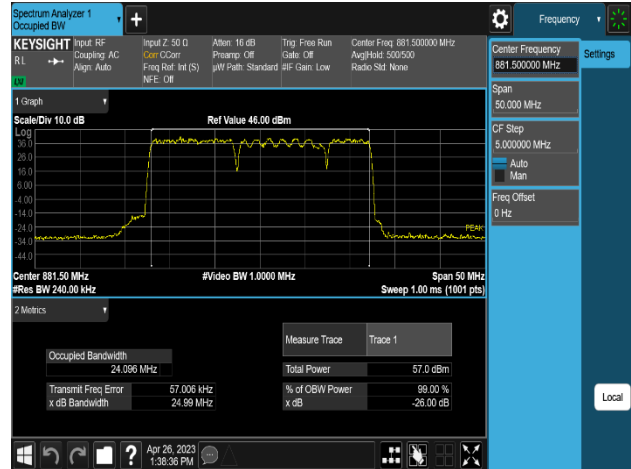 Spectrum Analyzer 1
Occupied BW
Frequency
KEYSIGHT
RL
Input: RF
Coupling: AC
Align: Auto
Input Z: 50 Ω
Corr CCorr
Freq Ref: Int (S)
NFE: Off
Atten: 16 dB
Preamp: Off
µW Path: Standard
Trig: Free Run
Gate: Off
#IF Gain: Low
Center Freq: 881.500000 MHz
Avg|Hold: 500/500
Radio Std: None
LXI
Center Frequency
881.500000 MHz
Settings
Span
50.000 MHz
CF Step
5.000000 MHz
Auto
Man
Freq Offset
0 Hz
Local
1 Graph
Scale/Div 10.0 dB
Ref Value 46.00 dBm
Log
36.0
26.0
16.0
6.00
-4.00
-14.0
-24.0
-34.0
-44.0
PEAK
Center 881.50 MHz
#Video BW 1.0000 MHz
Span 50 MHz
#Res BW 240.00 kHz
Sweep 1.00 ms (1001 pts)
2 Metrics
Measure Trace
Trace 1
Occupied Bandwidth
24.096 MHz
Total Power
57.0 dBm
Transmit Freq Error
57.006 kHz
% of OBW Power
99.00 %
x dB Bandwidth
24.99 MHz
x dB
-26.00 dB
?
Apr 26, 2023
1:38:36 PM